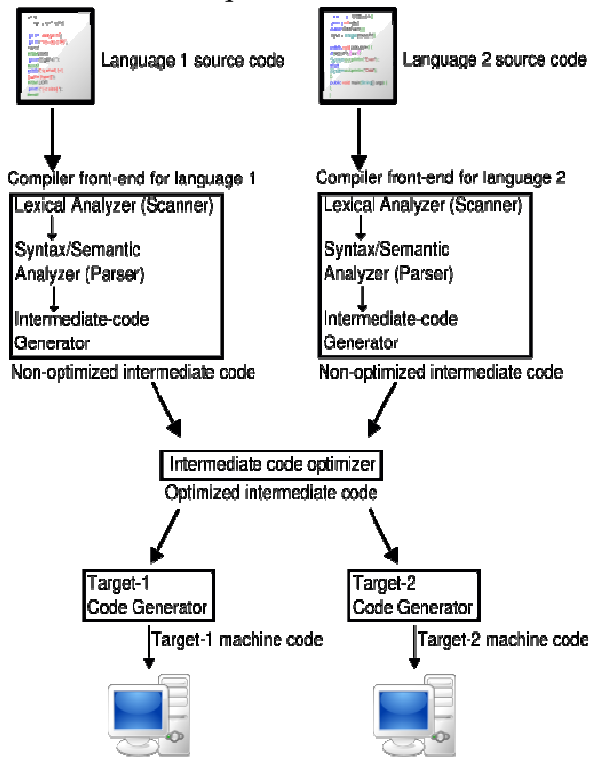 Language 1 source code
Language 2 source code
Compiler front-end for language 1
Lexical Analyzer (Scanner)
Syntax/Semantic
Analyzer (Parser)
Intermediate-code
Generator
Non-optimized intermediate code
Compiler front-end for language 2
Lexical Analyzer (Scanner)
Syntax/Semantic
Analyzer (Parser)
Intermediate-code
Generator
Non-optimized intermediate code
Intermediate code optimizer
Optimized intermediate code
Target-1
Code Generator
Target-1 machine code
Target-2
Code Generator
Target-2 machine code